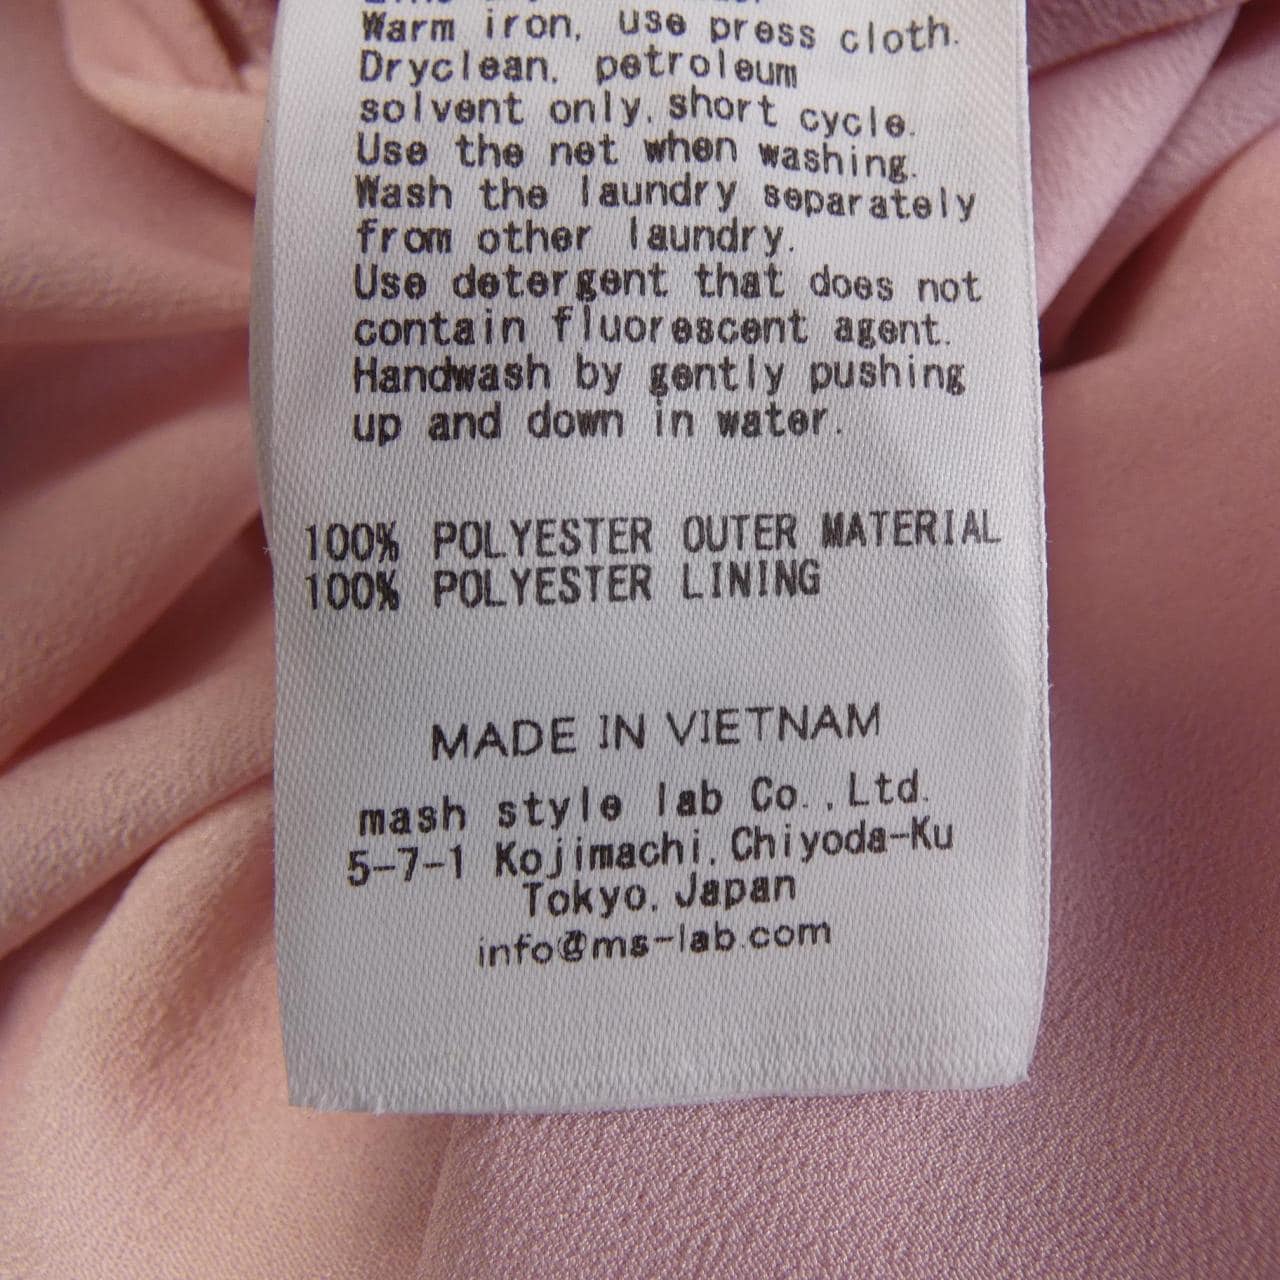 Warm iron, use press cloth.
Dryclean, petroleum
solvent only, short cycle.
Use the net when washing.
Wash the laundry separately
from other laundry.
Use detergent that does not
contain fluorescent agent.
Handwash by gently pushing
up and down in water.
100% POLYESTER OUTER MATERIAL
100% POLYESTER LINING
MADE IN VIETNAM
mash style lab Co., Ltd.
5-7-1 Kojimachi, Chiyoda-Ku
Tokyo, Japan
info@ms-lab.com